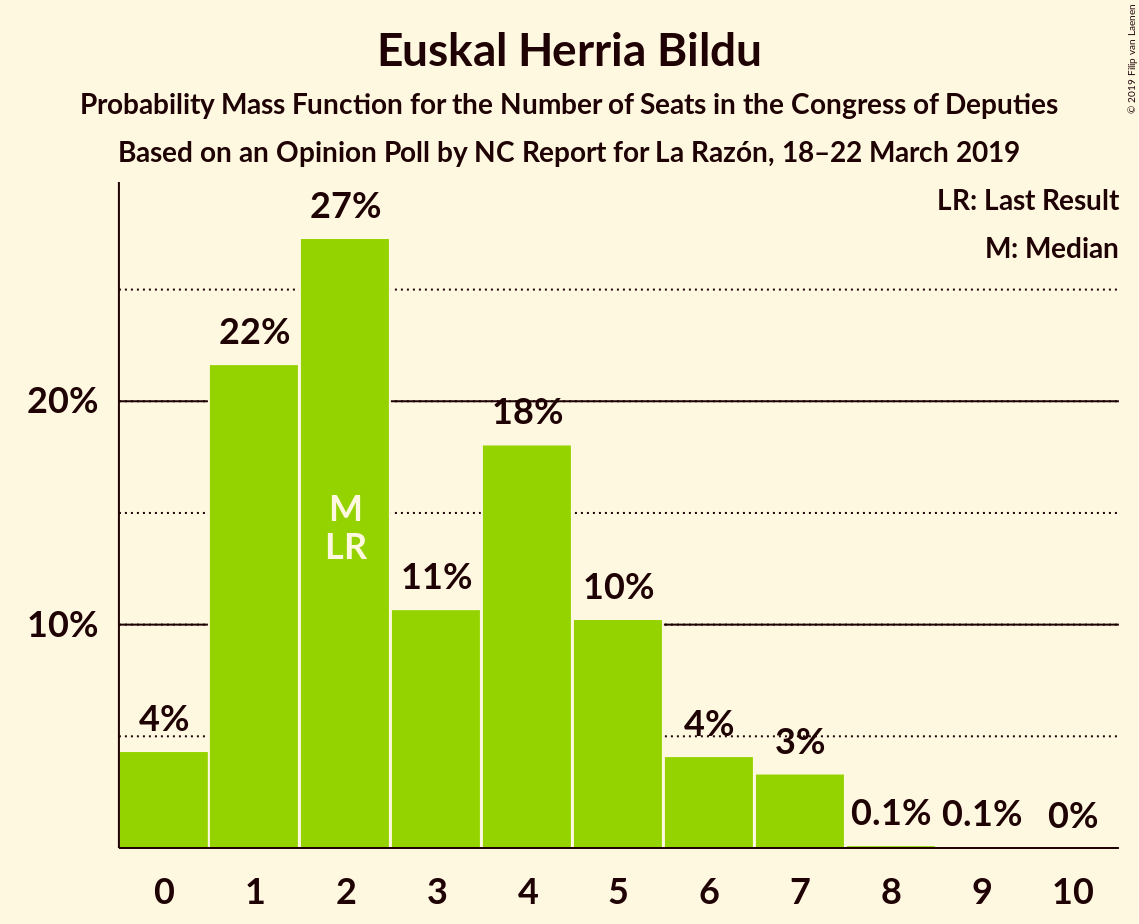 Euskal Herria Bildu
Probability Mass Function for the Number of Seats in the Congress of Deputies
Based on an Opinion Poll by NC Report for La Razón, 18–22 March 2019
© 2019 Filip van Laenen
LR: Last Result
M: Median
27%
22%
20%
18%
M
LR
11%
10%
10%
4%
4%
3%
0.1%
0.1%
0%
0 1 2 3 4 5 6 7 8 9 10